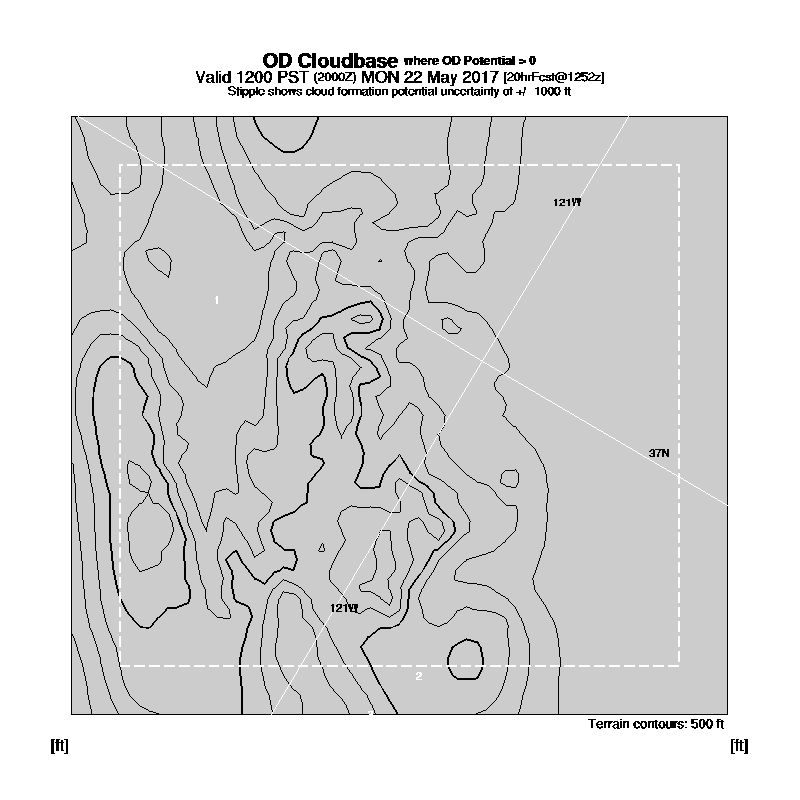 OD Cloudbase where OD Potential > 0
Valid 1200 PST (2000Z) MON 22 May 2017 [20hrFcst@1252z]
Stipple shows cloud formation potential uncertainty of +/- 1000 ft
121W
1
37N
121W
2
Terrain contours: 500 ft
[ft] [ft]